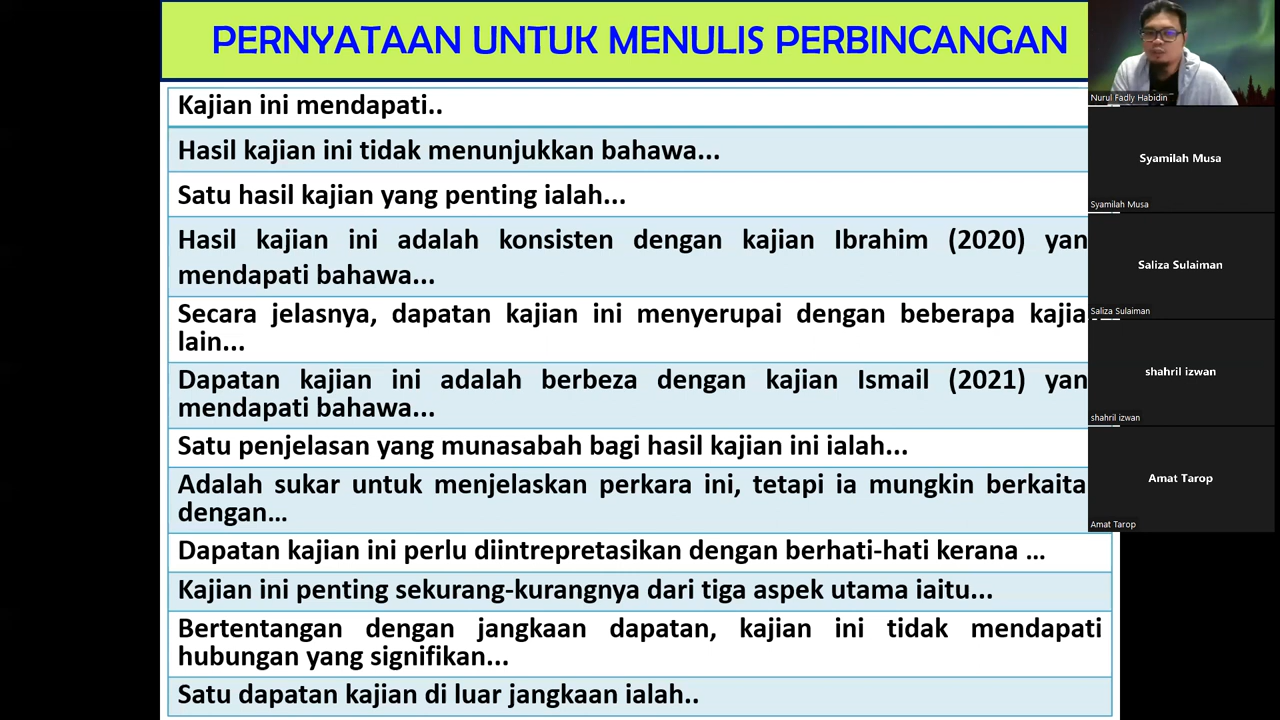 PERNYATAAN UNTUK MENULIS PERBINCANGAN
Kajian ini mendapati..
Hasil kajian ini tidak menunjukkan bahawa...
Satu hasil kajian yang penting ialah...
Hasil kajian ini adalah konsisten dengan kajian Ibrahim (2020) yan
mendapati bahawa...
Secara jelasnya, dapatan kajian ini menyerupai dengan beberapa kajia
lain...
Dapatan kajian ini adalah berbeza dengan kajian Ismail (2021) yan
mendapati bahawa...
Satu penjelasan yang munasabah bagi hasil kajian ini ialah...
Adalah sukar untuk menjelaskan perkara ini, tetapi ia mungkin berkaita
dengan...
Dapatan kajian ini perlu diintrepretasikan dengan berhati-hati kerana ...
Kajian ini penting sekurang-kurangnya dari tiga aspek utama iaitu...
Bertentangan dengan jangkaan dapatan, kajian ini tidak mendapati
hubungan yang signifikan...
Satu dapatan kajian di luar jangkaan ialah..
Nurul Fadly Habidin
Syamilah Musa
Syamilah Musa
Saliza Sulaiman
Saliza Sulaiman
shahril izwan
shahril izwan
Amat Tarop
Amat Tarop